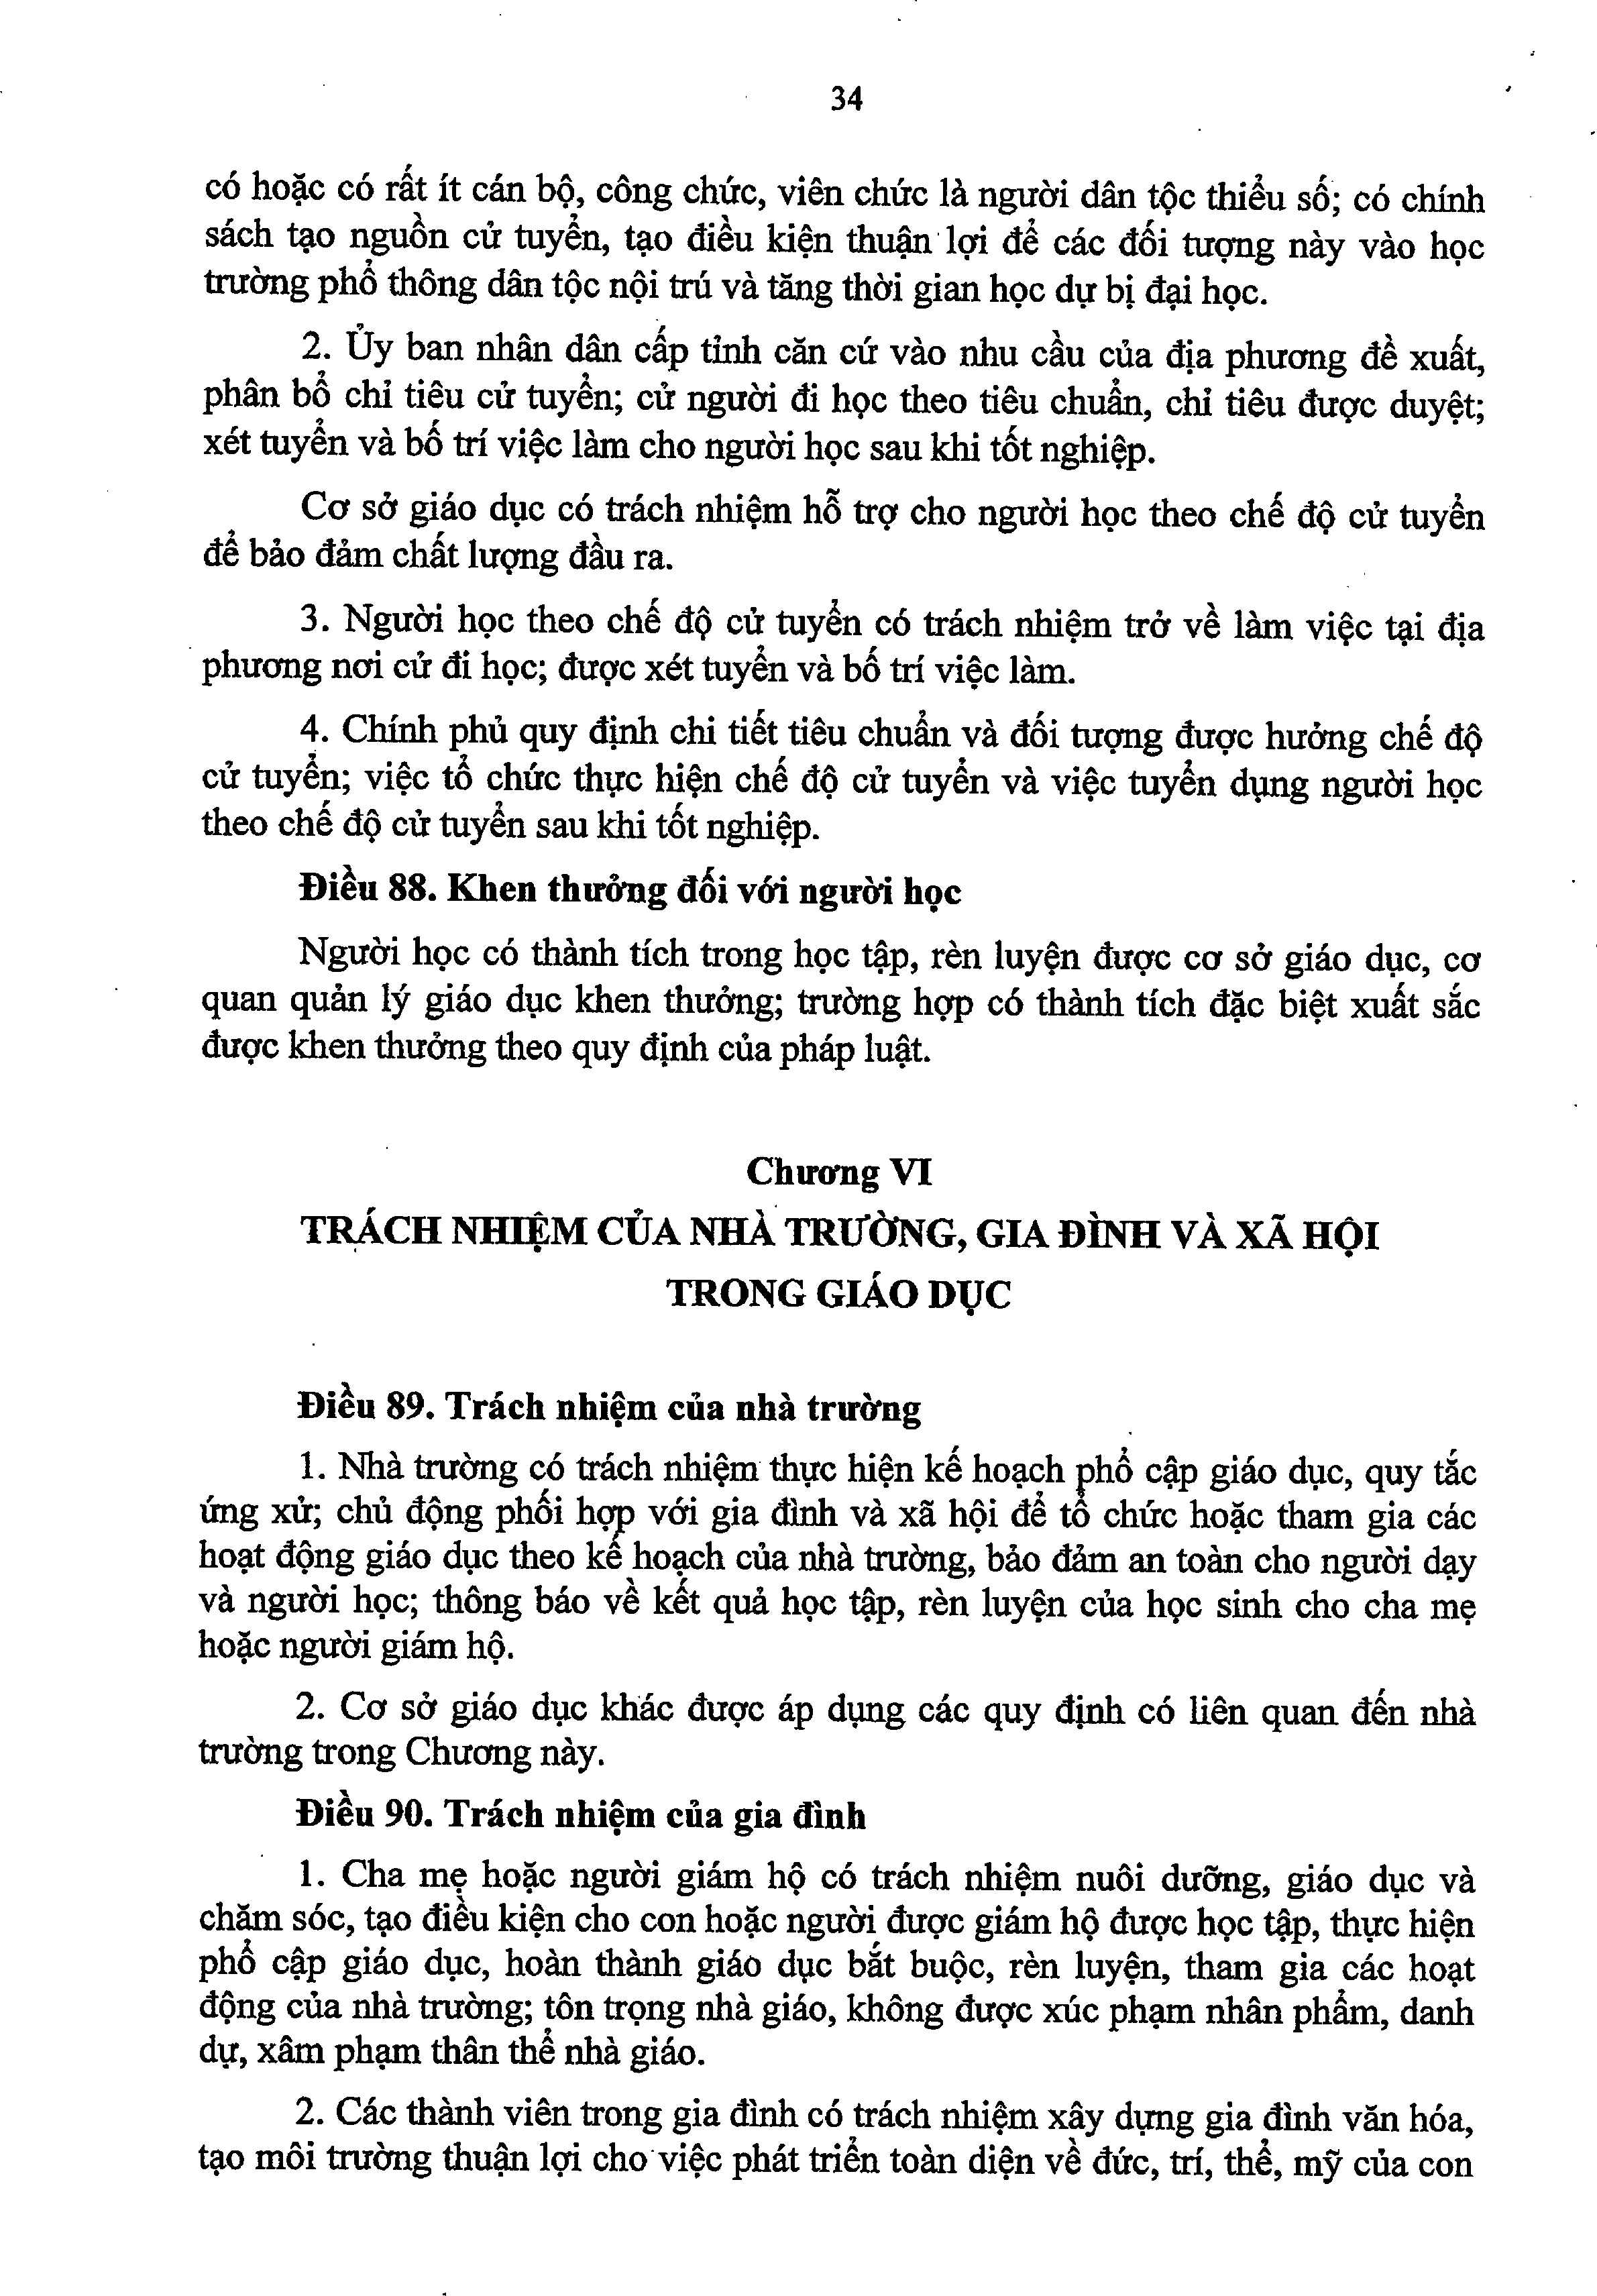 34
có hoặc có rất ít cán bộ, công chức, viên chức là người dân tộc thiểu số; có chính
sách tạo nguồn cử tuyển, tạo điều kiện thuận lợi để các đối tượng này vào học
trường phổ thông dân tộc nội trú và tăng thời gian học dự bị đại học.
2. Ủy ban nhân dân cấp tỉnh căn cứ vào nhu cầu của địa phương đề xuất,
phân bổ chỉ tiêu cử tuyển; cử người đi học theo tiêu chuẩn, chỉ tiêu được duyệt;
xét tuyển và bố trí việc làm cho người học sau khi tốt nghiệp.
Cơ sở giáo dục có trách nhiệm hỗ trợ cho người học theo chế độ cử tuyển
để bảo đảm chất lượng đầu ra.
3. Người học theo chế độ cử tuyển có trách nhiệm trở về làm việc tại địa
phương nơi cử đi học; được xét tuyển và bố trí việc làm.
4. Chính phủ quy định chi tiết tiêu chuẩn và đối tượng được hưởng chế độ
cử tuyển; việc tổ chức thực hiện chế độ cử tuyển và việc tuyển dụng người học
theo chế độ cử tuyển sau khi tốt nghiệp.
Điều 88. Khen thưởng đối với người học
Người học có thành tích trong học tập, rèn luyện được cơ sở giáo dục, cơ
quan quản lý giáo dục khen thưởng; trường hợp có thành tích đặc biệt xuất sắc
được khen thưởng theo quy định của pháp luật.
Chương VI
TRÁCH NHIỆM CỦA NHÀ TRƯỜNG, GIA ĐÌNH VÀ XÃ HỘI
TRONG GIÁO DỤC
Điều 89. Trách nhiệm của nhà trường
1. Nhà trường có trách nhiệm thực hiện kế hoạch phổ cập giáo dục, quy tắc
ứng xử; chủ động phối hợp với gia đình và xã hội để tổ chức hoặc tham gia các
hoạt động giáo dục theo kế hoạch của nhà trường, bảo đảm an toàn cho người dạy
và người học; thông báo về kết quả học tập, rèn luyện của học sinh cho cha mẹ
hoặc người giám hộ.
2. Cơ sở giáo dục khác được áp dụng các quy định có liên quan đến nhà
trường trong Chương này.
Điều 90. Trách nhiệm của gia đình
1. Cha mẹ hoặc người giám hộ có trách nhiệm nuôi dưỡng, giáo dục và
chăm sóc, tạo điều kiện cho con hoặc người được giám hộ được học tập, thực hiện
phổ cập giáo dục, hoàn thành giáo dục bắt buộc, rèn luyện, tham gia các hoạt
động của nhà trường; tôn trọng nhà giáo, không được xúc phạm nhân phẩm, danh
dự, xâm phạm thân thể nhà giáo.
2. Các thành viên trong gia đình có trách nhiệm xây dựng gia đình văn hóa,
tạo môi trường thuận lợi cho việc phát triển toàn diện về đức, trí, thể, mỹ của con